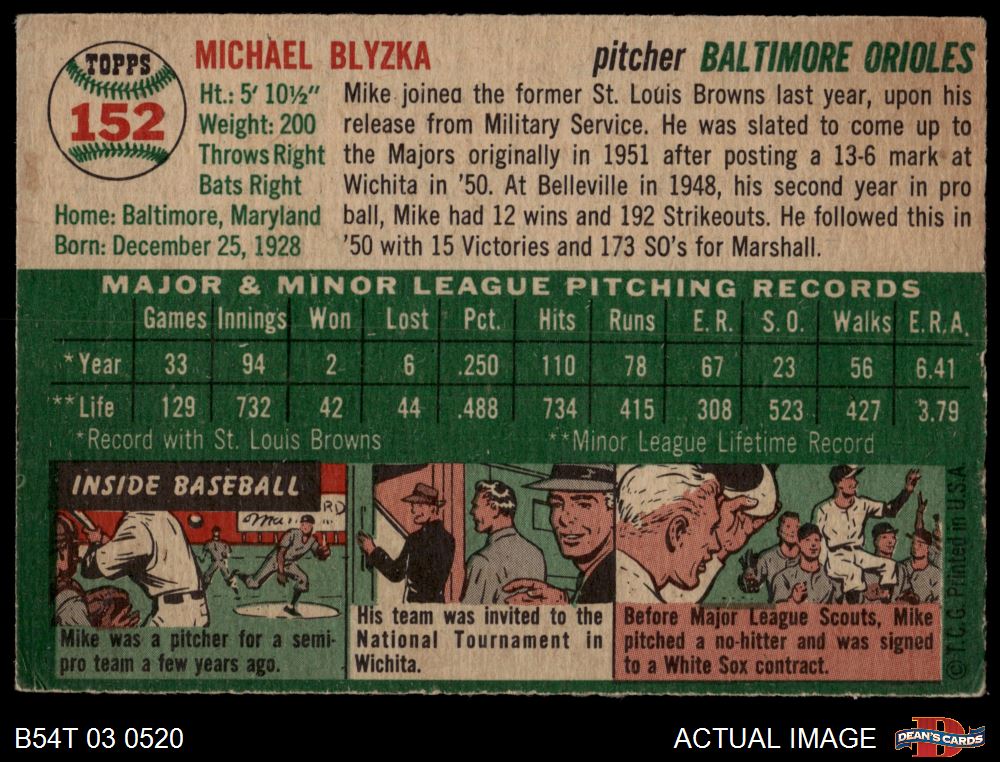 TOPPS
152
MICHAEL BLYZKA
pitcher BALTIMORE ORIOLES
Ht.: 5' 10½"
Weight: 200
Throws Right
Bats Right
Home: Baltimore, Maryland
Born: December 25, 1928
Mike joined the former St. Louis Browns last year, upon his
release from Military Service. He was slated to come up to
the Majors originally in 1951 after posting a 13-6 mark at
Wichita in '50. At Belleville in 1948, his second year in pro
ball, Mike had 12 wins and 192 Strikeouts. He followed this in
'50 with 15 Victories and 173 SO's for Marshall.
MAJOR & MINOR LEAGUE PITCHING RECORDS
Games Innings Won Lost Pct. Hits Runs E. R. S. O. Walks E. R. A.
*Year 33 94 2 6 .250 110 78 67 23 56 6.41
**Life 129 732 42 44 .488 734 415 308 523 427 3.79
*Record with St. Louis Browns **Minor League Lifetime Record
INSIDE BASEBALL
Mike was a pitcher for a semi-
pro team a few years ago.
His team was invited to the
National Tournament in
Wichita.
Before Major League Scouts, Mike
pitched a no-hitter and was signed
to a White Sox contract.
© T. C. G. Printed in U.S.A.
B54T 03 0520
ACTUAL IMAGE
DEAN'S CARDS